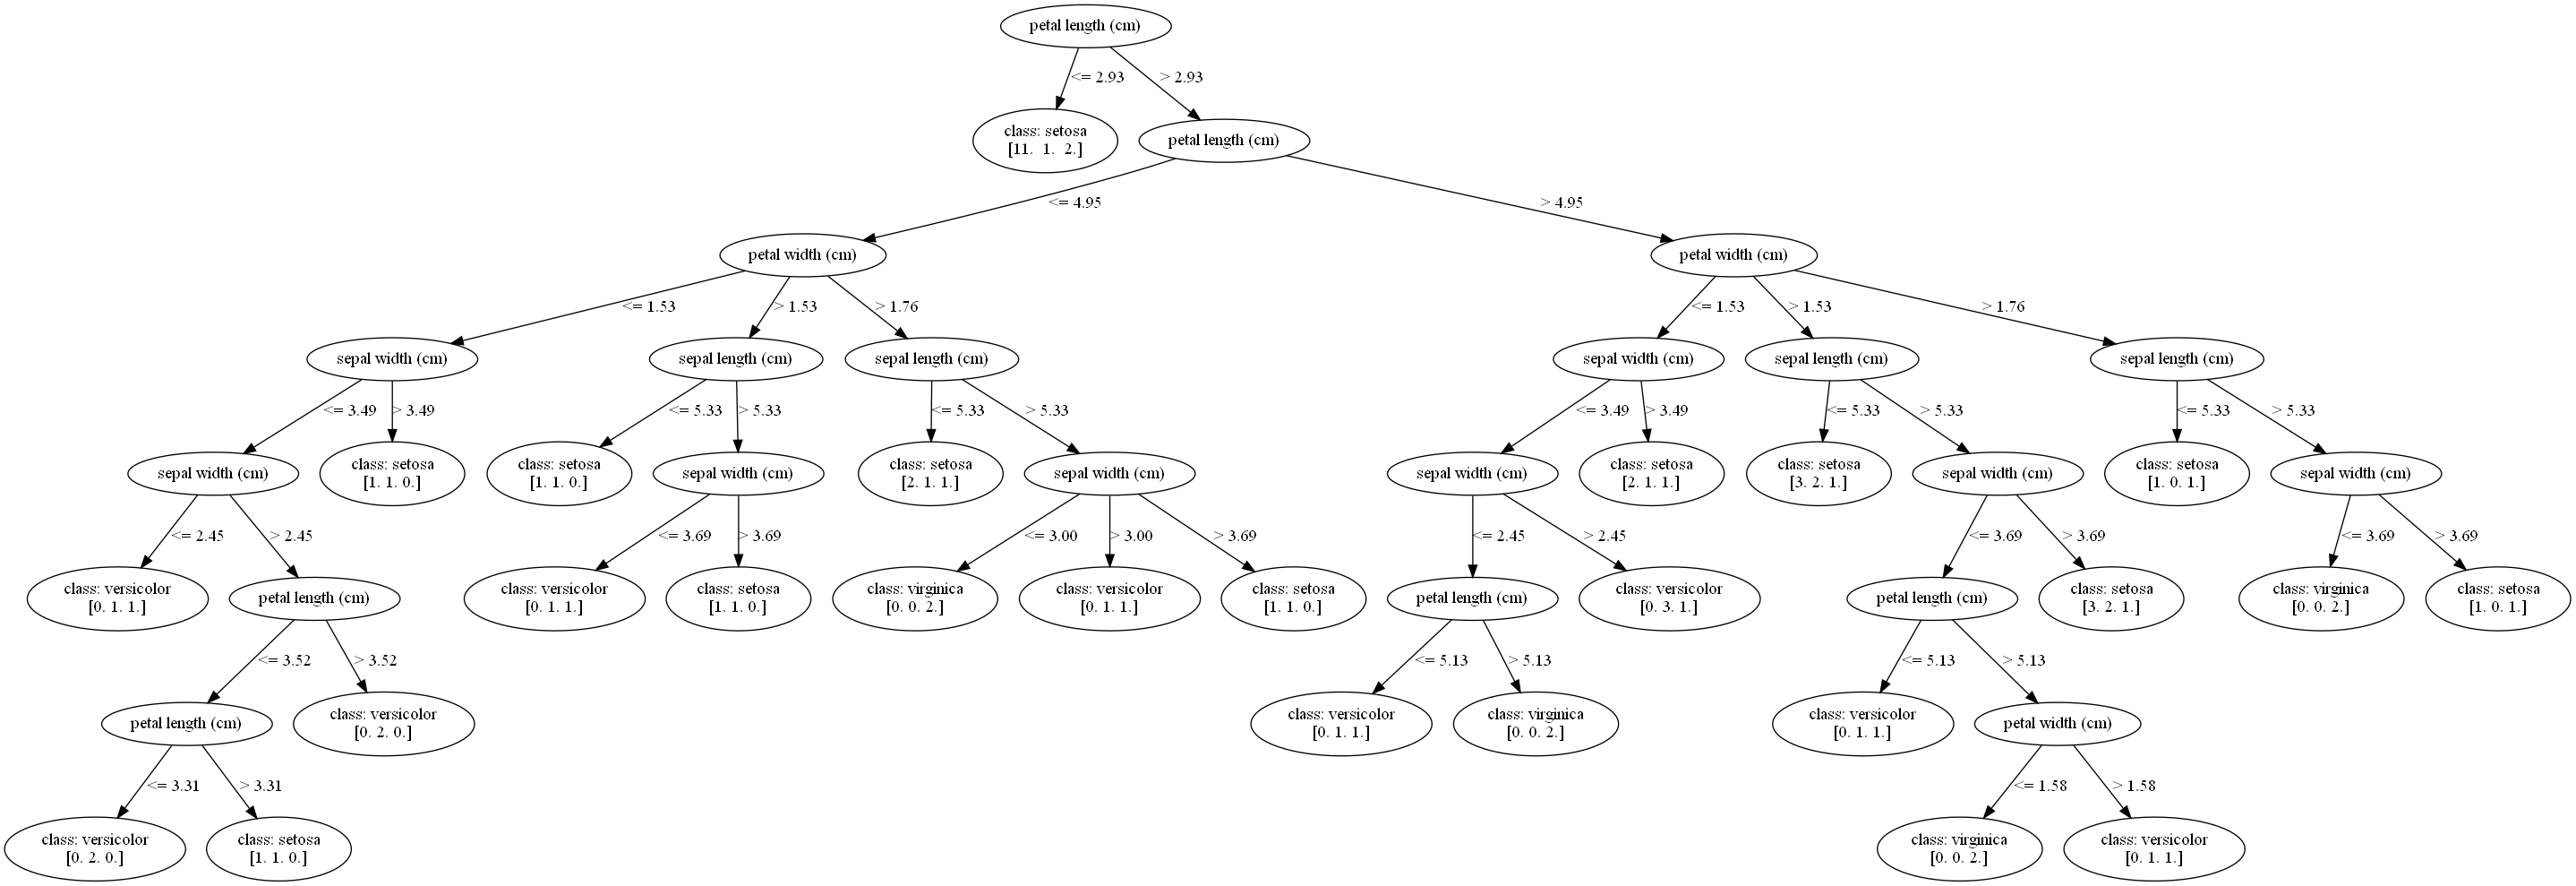 petal length (cm)
<= 2.93
> 2.93
class: setosa
[11.  1.  2.]
petal length (cm)
<= 4.95
> 4.95
petal width (cm)
petal width (cm)
<= 1.53
> 1.53
> 1.76
<= 1.53
> 1.53
> 1.76
sepal width (cm)
sepal length (cm)
sepal length (cm)
sepal width (cm)
sepal length (cm)
sepal length (cm)
<= 3.49
> 3.49
<= 5.33
> 5.33
<= 5.33
> 5.33
<= 3.49
> 3.49
<= 5.33
> 5.33
<= 5.33
> 5.33
sepal width (cm)
class: setosa
[1. 1. 0.]
class: setosa
[1. 1. 0.]
sepal width (cm)
class: setosa
[2. 1. 1.]
sepal width (cm)
sepal width (cm)
class: setosa
[2. 1. 1.]
class: setosa
[3. 2. 1.]
sepal width (cm)
class: setosa
[1. 0. 1.]
sepal width (cm)
<= 2.45
> 2.45
<= 3.69
> 3.69
<= 3.00
> 3.00
> 3.69
<= 2.45
> 2.45
<= 3.69
> 3.69
<= 3.69
> 3.69
class: versicolor
[0. 1. 1.]
petal length (cm)
class: versicolor
[0. 1. 1.]
class: setosa
[1. 1. 0.]
class: virginica
[0. 0. 2.]
class: versicolor
[0. 1. 1.]
class: setosa
[1. 1. 0.]
petal length (cm)
class: versicolor
[0. 3. 1.]
petal length (cm)
class: setosa
[3. 2. 1.]
class: virginica
[0. 0. 2.]
class: setosa
[1. 0. 1.]
<= 3.52
> 3.52
<= 5.13
> 5.13
<= 5.13
> 5.13
petal length (cm)
class: versicolor
[0. 2. 0.]
class: versicolor
[0. 1. 1.]
class: virginica
[0. 0. 2.]
class: versicolor
[0. 1. 1.]
petal width (cm)
<= 3.31
> 3.31
<= 1.58
> 1.58
class: versicolor
[0. 2. 0.]
class: setosa
[1. 1. 0.]
class: virginica
[0. 0. 2.]
class: versicolor
[0. 1. 1.]